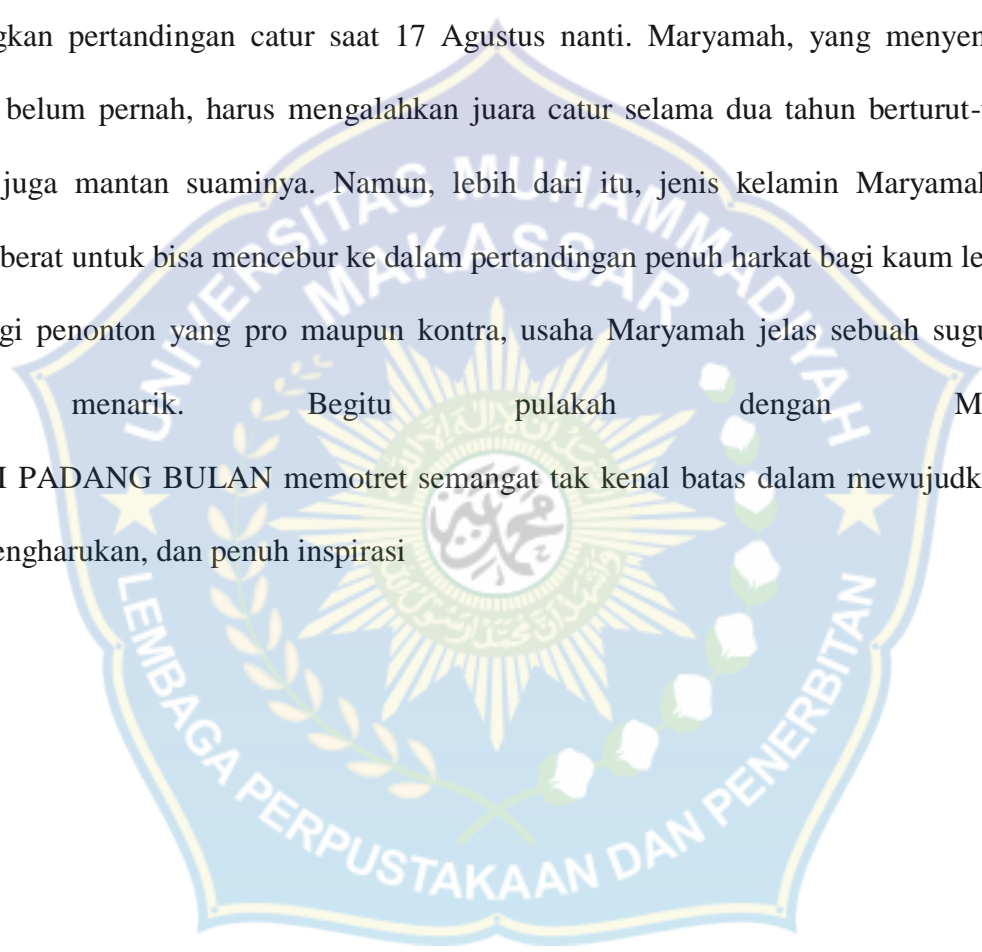 gkan pertandingan catur saat 17 Agustus nanti. Maryamah, yang menyen
belum pernah, harus mengalahkan juara catur selama dua tahun berturut-
juga mantan suaminya. Namun, lebih dari itu, jenis kelamin Maryamah
berat untuk bisa mencebur ke dalam pertandingan penuh harkat bagi kaum le
gi penonton yang pro maupun kontra, usaha Maryamah jelas sebuah sugu
menarik. Begitu pulakah dengan M
I PADANG BULAN memotret semangat tak kenal batas dalam mewujudk
engharukan, dan penuh inspirasi
UNIVERSITAS MUHAMMADIYAH
MAKASSAR
LEMBAGA PERPUSTAKAAN DAN PENERBITAN